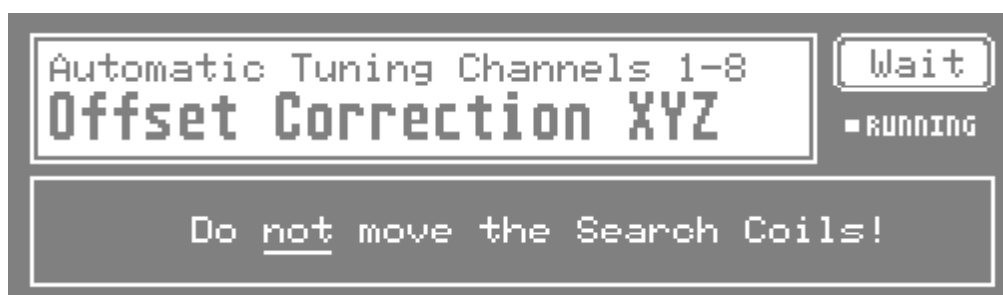 Automatic Tuning Channels 1-8
Offset Correction XYZ
Wait
RUNNING
Do not move the Search Coils!